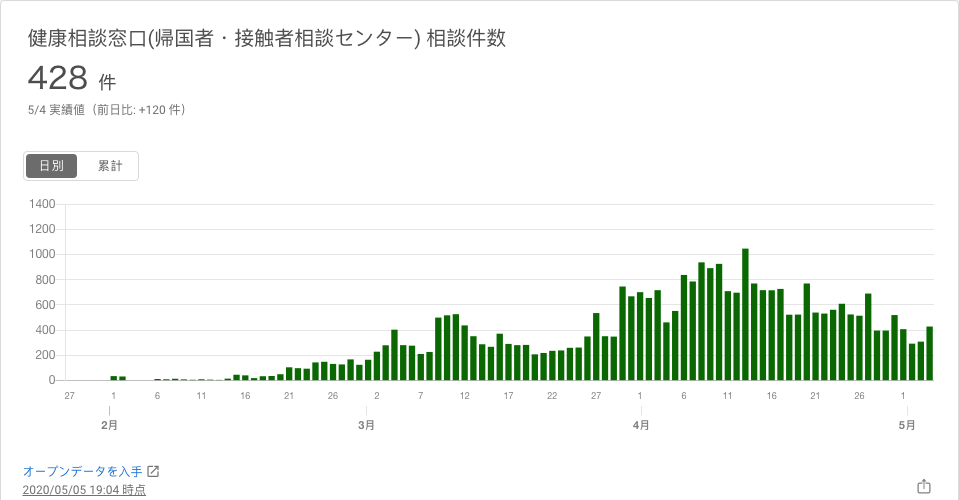 健康相談窓口(帰国者・接触者相談センター) 相談件数
428 件
5/4 実績値（前日比: +120 件）
日別 累計
1400
1200
1000
800
600
400
200
0
27 1 6 11 16 21 26 2 7 12 17 22 27 1 6 11 16 21 26 1
2月 3月 4月 5月
オープンデータを入手
2020/05/05 19:04 時点